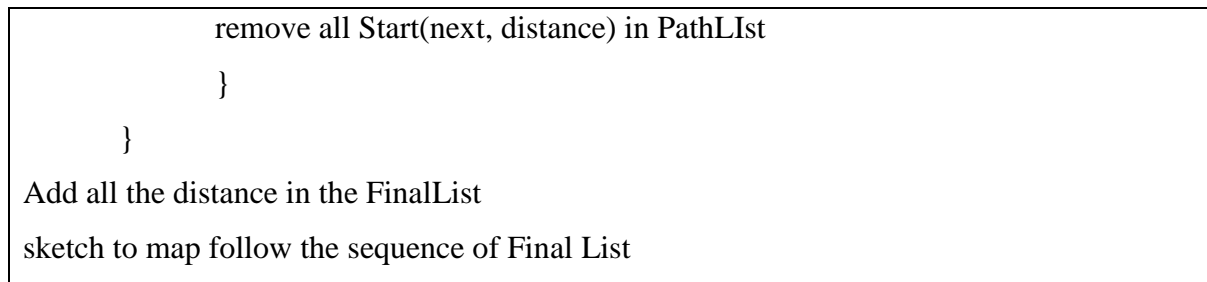 remove all Start(next, distance) in PathLIst
}
}
Add all the distance in the FinalList
sketch to map follow the sequence of Final List